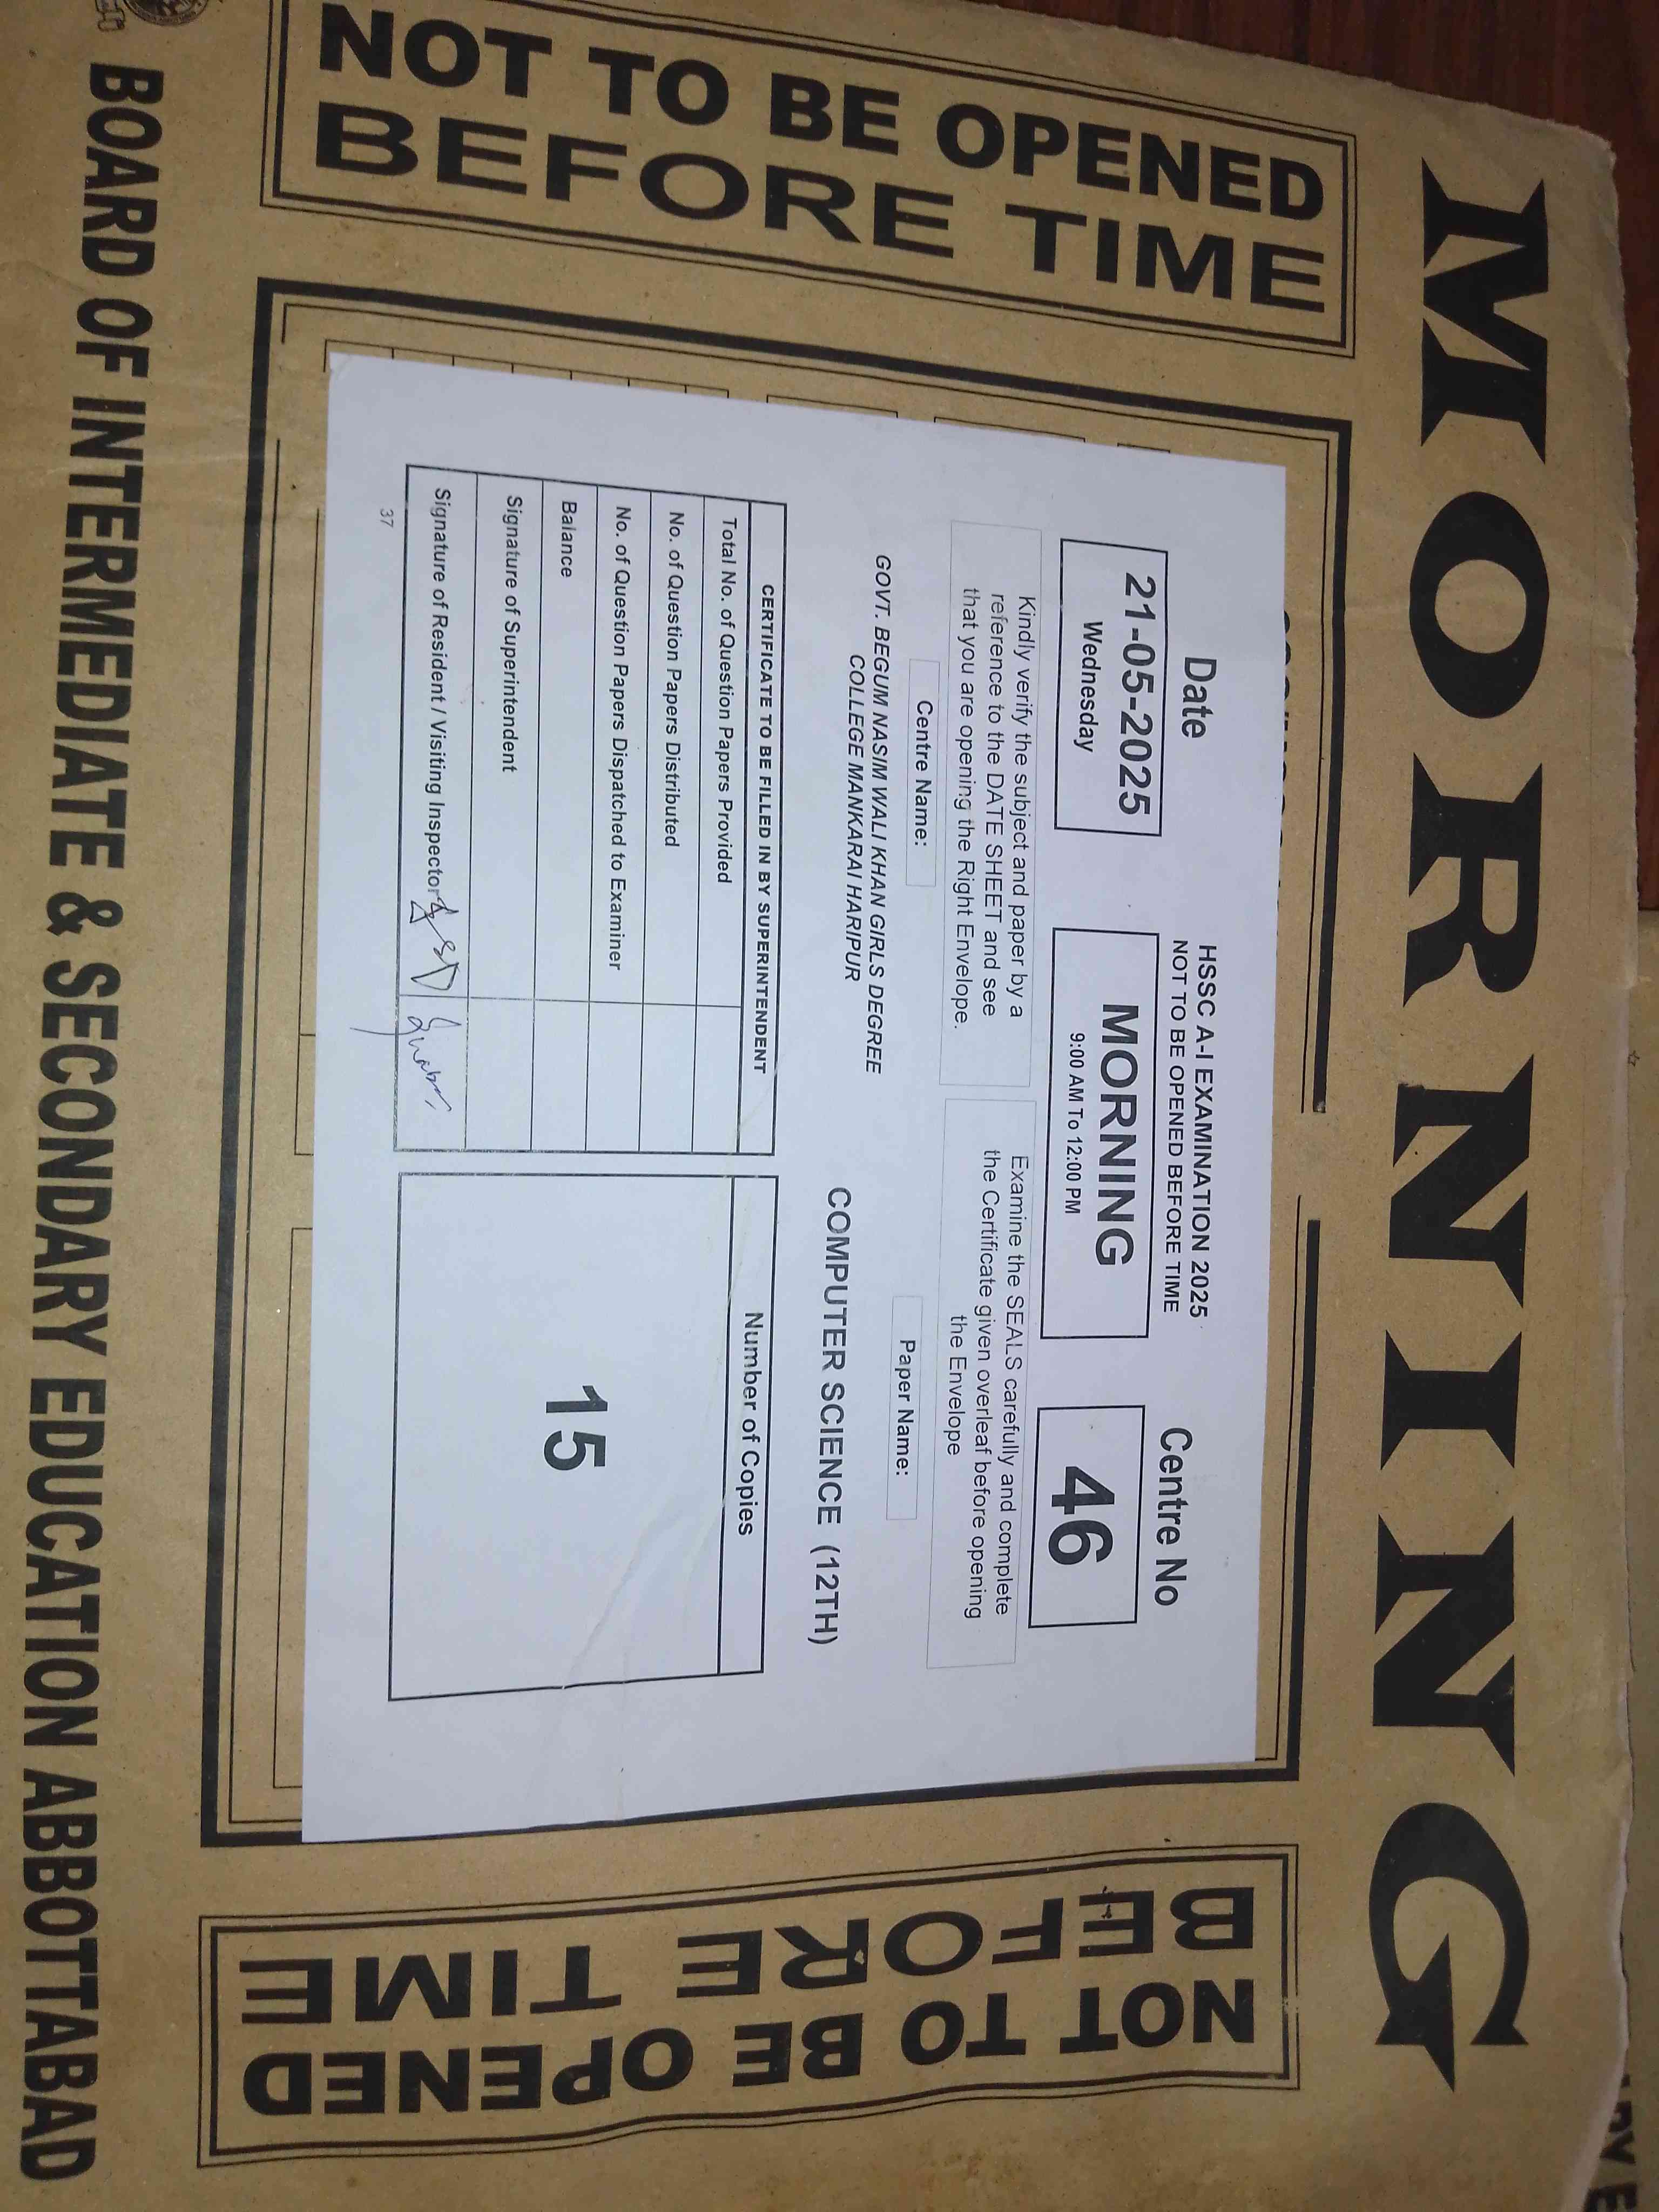 MORNING
NOT TO BE OPENED
BEFORE TIME
Date
21-05-2025
Wednesday
HSSC A-I EXAMINATION 2025
NOT TO BE OPENED BEFORE TIME
MORNING
9:00 AM To 12:00 PM
Centre No
46
Kindly verify the subject and paper by a
reference to the DATE SHEET and see
that you are opening the Right Envelope.
Examine the SEALS carefully and complete
the Certificate given overleaf before opening
the Envelope
Centre Name:
GOVT. BEGUM NASIM WALI KHAN GIRLS DEGREE
COLLEGE MANKARAI HARIPUR
Paper Name:
COMPUTER SCIENCE (12TH)
CERTIFICATE TO BE FILLED IN BY SUPERINTENDENT
Total No. of Question Papers Provided
No. of Question Papers Distributed
No. of Question Papers Dispatched to Examiner
Balance
Signature of Superintendent
Signature of Resident / Visiting Inspector
37
Number of Copies
15
NOT TO BE OPENED
BEFORE TIME
BOARD OF INTERMEDIATE & SECONDARY EDUCATION ABBOTTABAD